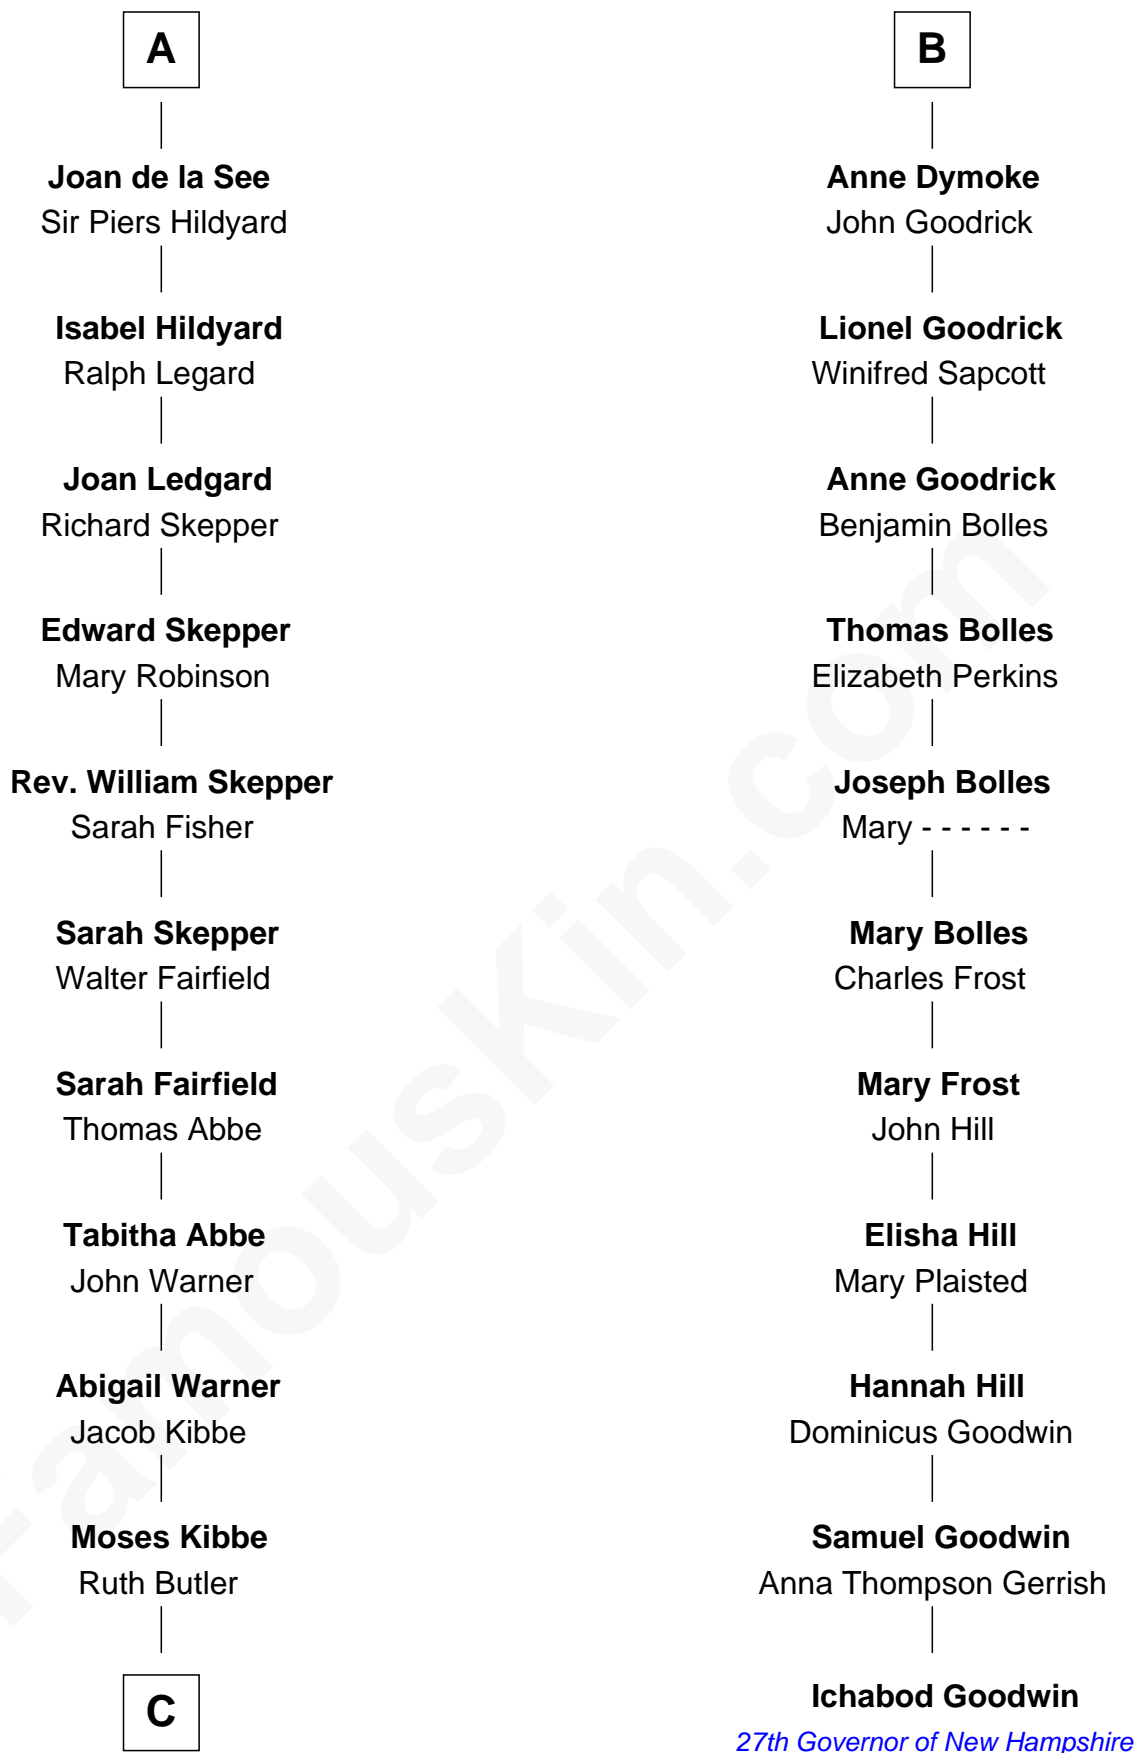 A
Joan de la See
Sir Piers Hildyard
Isabel Hildyard
Ralph Legard
Joan Ledgard
Richard Skepper
Edward Skepper
Mary Robinson
Rev. William Skepper
Sarah Fisher
Sarah Skepper
Walter Fairfield
Sarah Fairfield
Thomas Abbe
Tabitha Abbe
John Warner
Abigail Warner
Jacob Kibbe
Moses Kibbe
Ruth Butler
C
B
Anne Dymoke
John Goodrick
Lionel Goodrick
Winifred Sapcott
Anne Goodrick
Benjamin Bolles
Thomas Bolles
Elizabeth Perkins
Joseph Bolles
Mary - - - - - -
Mary Bolles
Charles Frost
Mary Frost
John Hill
Elisha Hill
Mary Plaisted
Hannah Hill
Dominicus Goodwin
Samuel Goodwin
Anna Thompson Gerrish
Ichabod Goodwin
27th Governor of New Hampshire
FamousKin.com